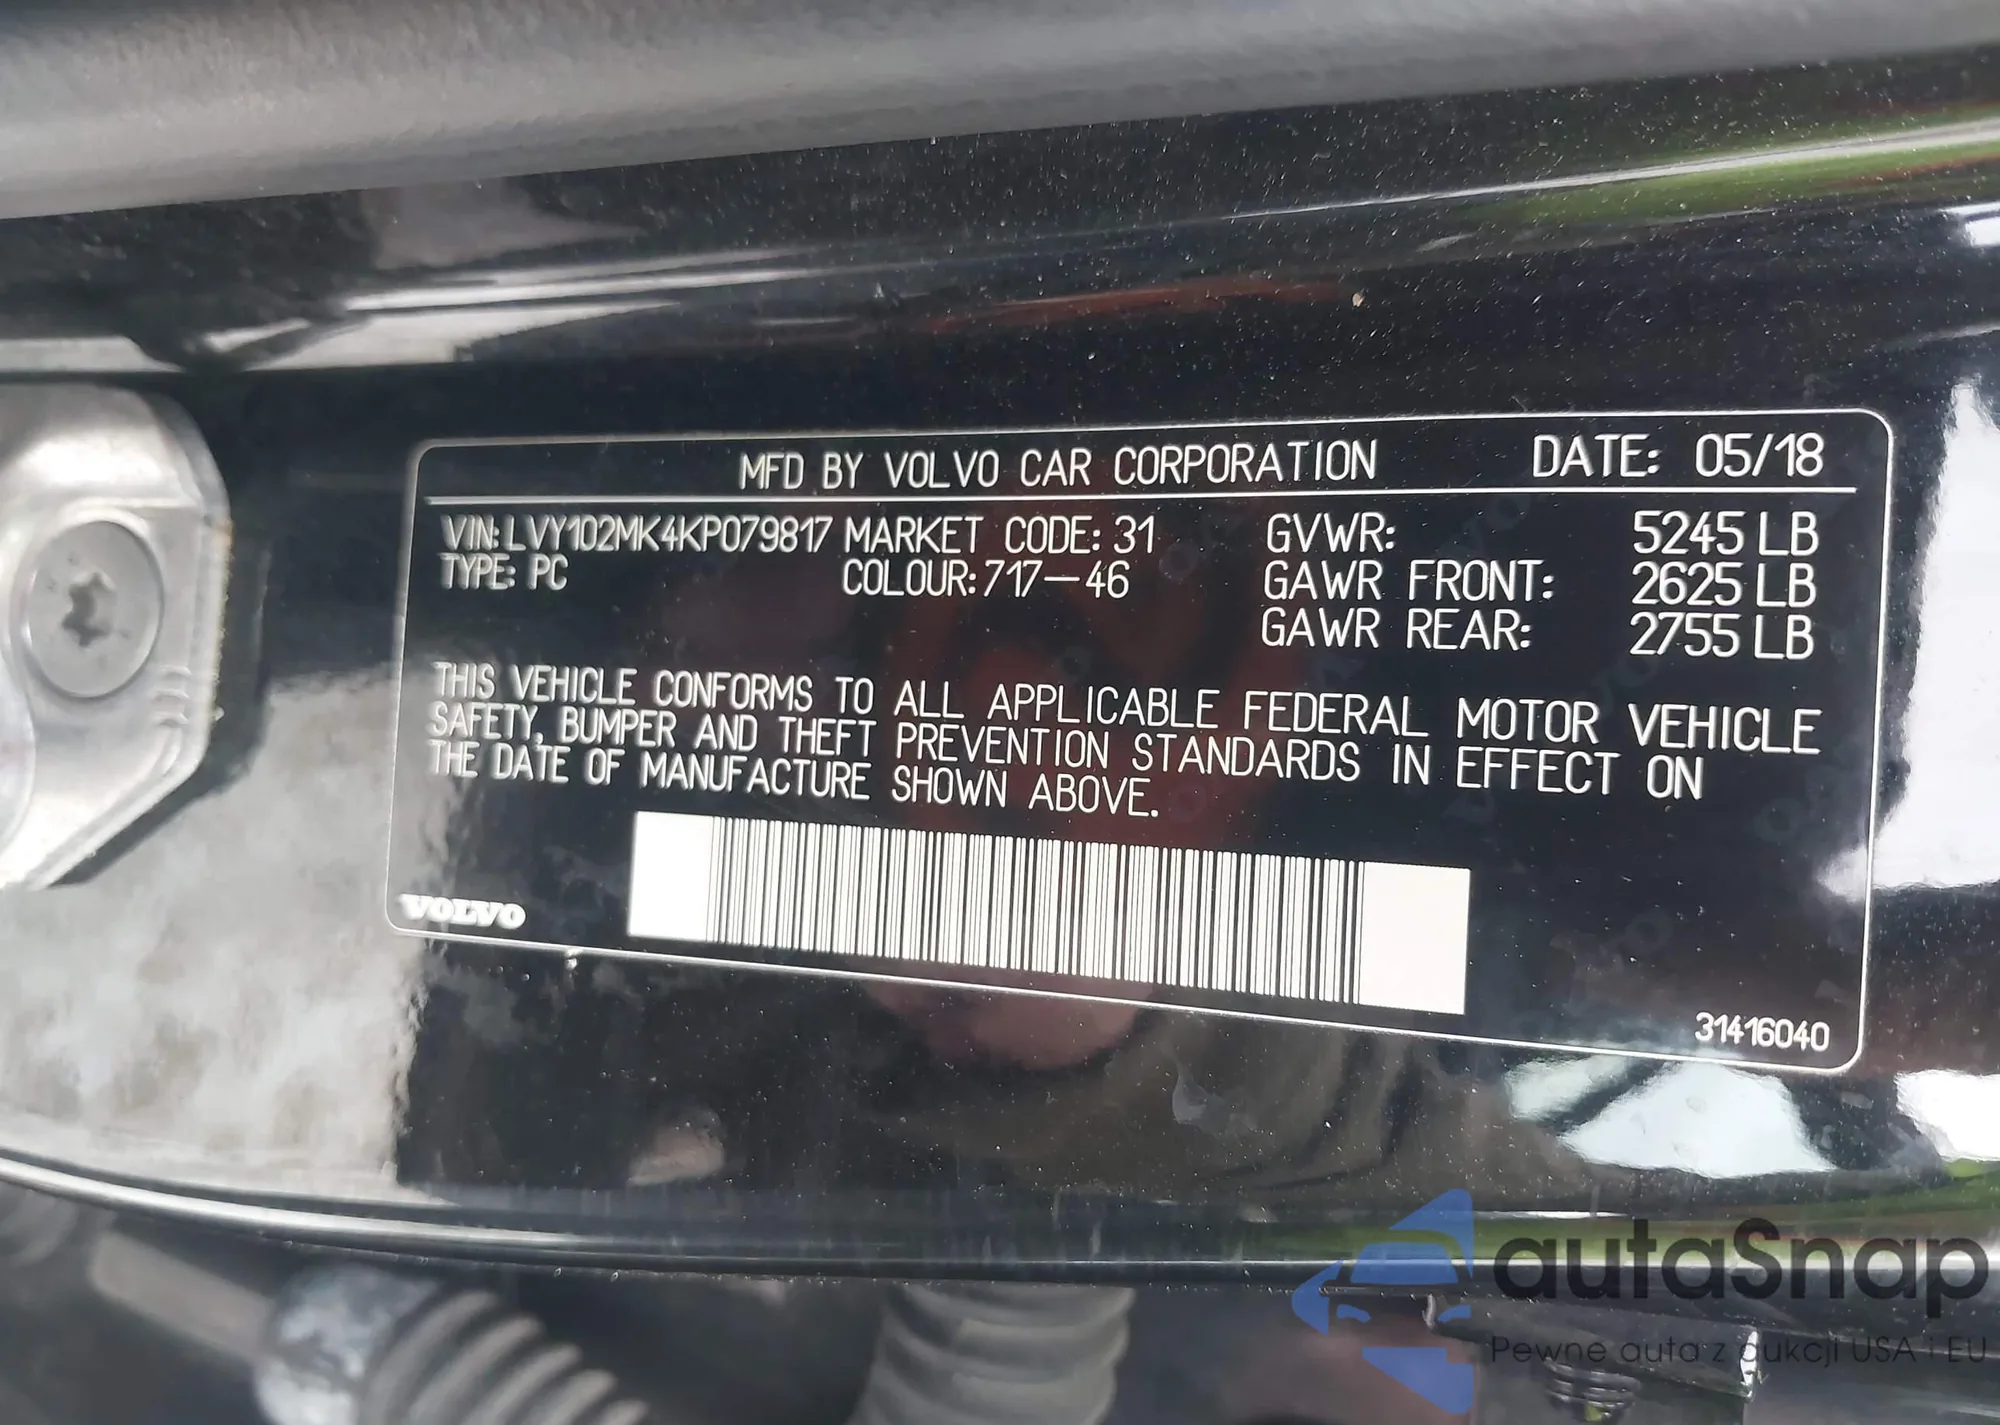 MFD BY VOLVO CAR CORPORATION DATE: 05/18
VIN: LVY102MK4KP079817 MARKET CODE: 31 GVWR: 5245 LB
TYPE: PC COLOUR: 717-46 GAWR FRONT: 2625 LB
GAWR REAR: 2755 LB
THIS VEHICLE CONFORMS TO ALL APPLICABLE FEDERAL MOTOR VEHICLE
SAFETY, BUMPER AND THEFT PREVENTION STANDARDS IN EFFECT ON
THE DATE OF MANUFACTURE SHOWN ABOVE.
VOLVO
31416040
autaSnap
Pewne auta z aukcji USA i EU